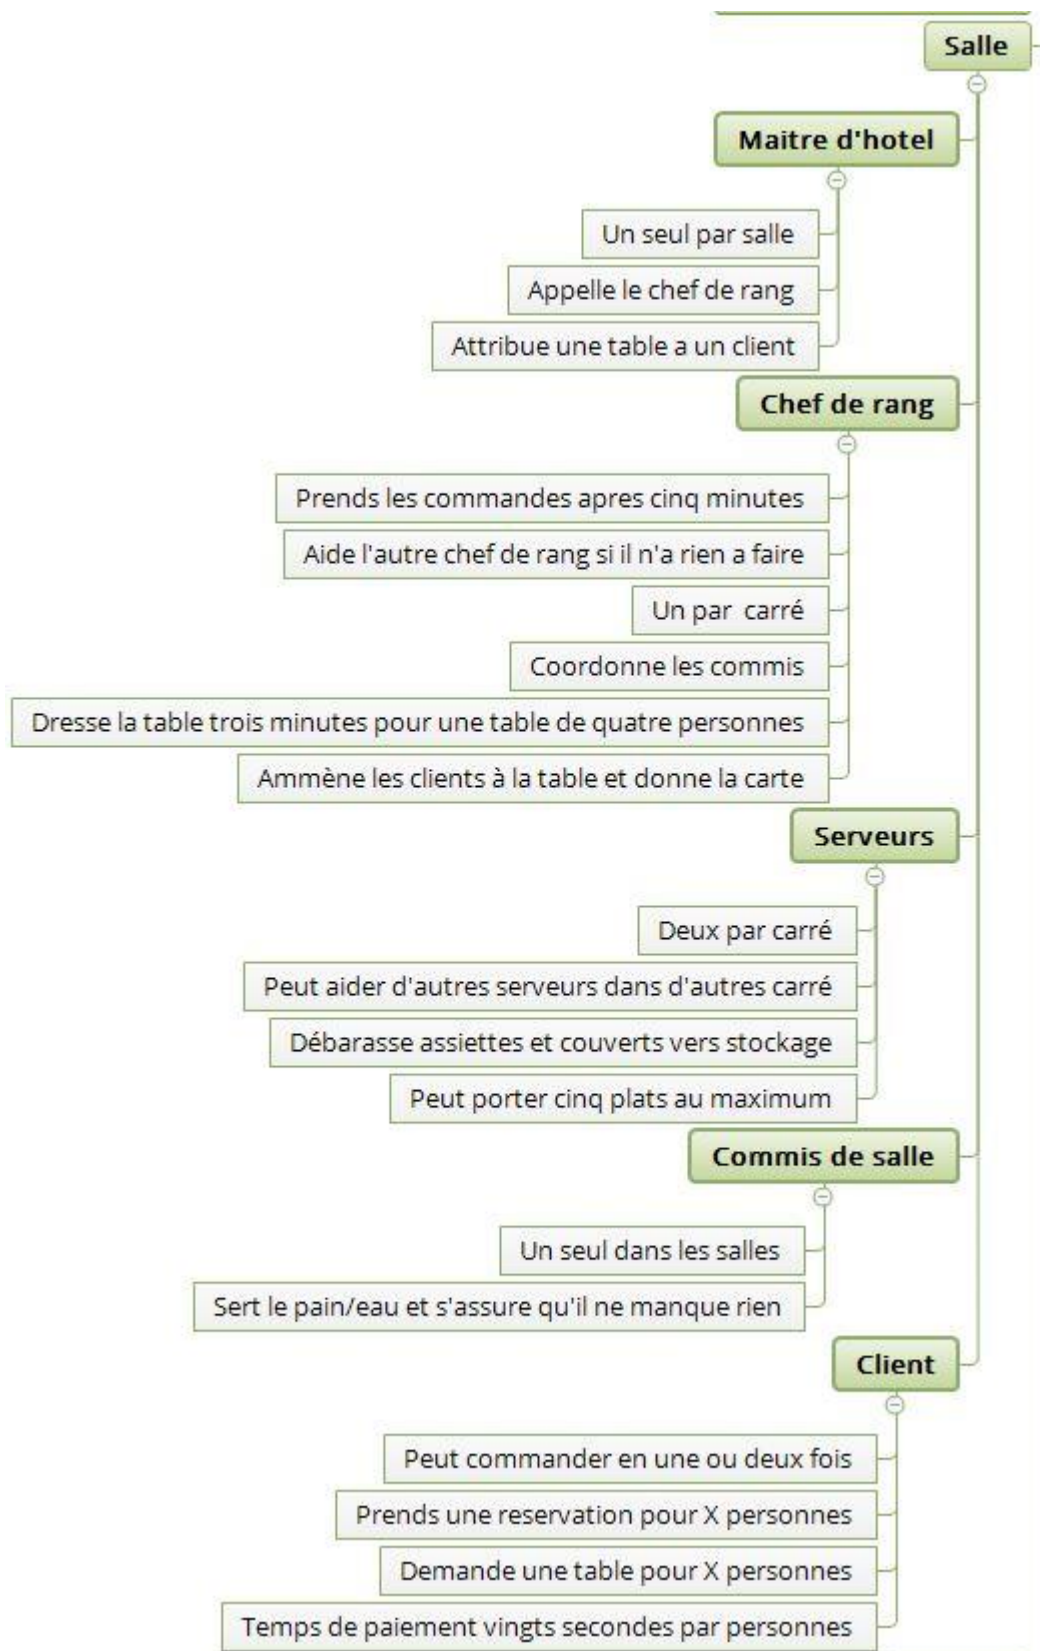 Salle
Maitre d'hotel
Un seul par salle
Appelle le chef de rang
Attribue une table a un client
Chef de rang
Prends les commandes apres cinq minutes
Aide l'autre chef de rang si il n'a rien a faire
Un par  carré
Coordonne les commis
Dresse la table trois minutes pour une table de quatre personnes
Ammène les clients à la table et donne la carte
Serveurs
Deux par carré
Peut aider d'autres serveurs dans d'autres carré
Débarasse assiettes et couverts vers stockage
Peut porter cinq plats au maximum
Commis de salle
Un seul dans les salles
Sert le pain/eau et s'assure qu'il ne manque rien
Client
Peut commander en une ou deux fois
Prends une reservation pour X personnes
Demande une table pour X personnes
Temps de paiement vingts secondes par personnes